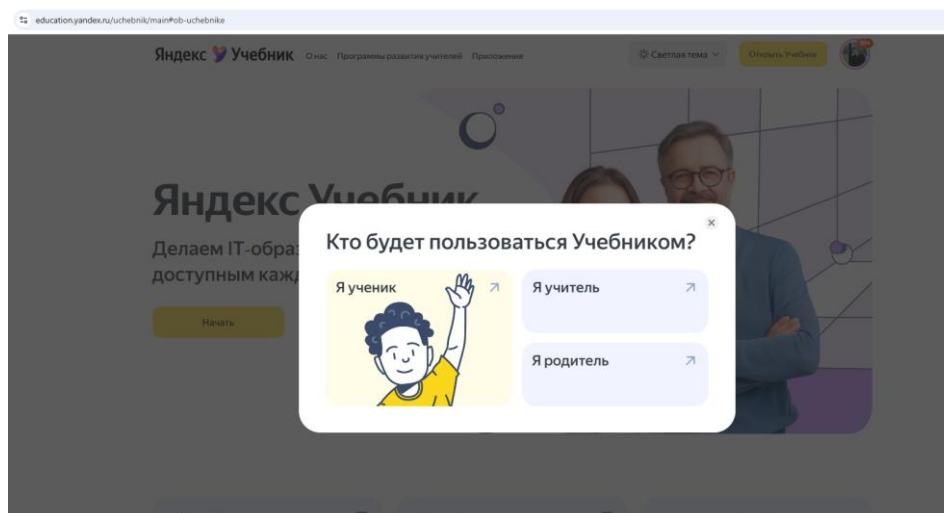 education.yandex.ru/uchebnik/main#ob-uchebnike
Яндекс Учебник О нас Программы развития учителей Приложение Светлая тема Открыть Учебник
Яндекс Учебник
Делаем IT-обра
доступным кажд
Начать
Кто будет пользоваться Учебником?
Я ученик
Я учитель
Я родитель